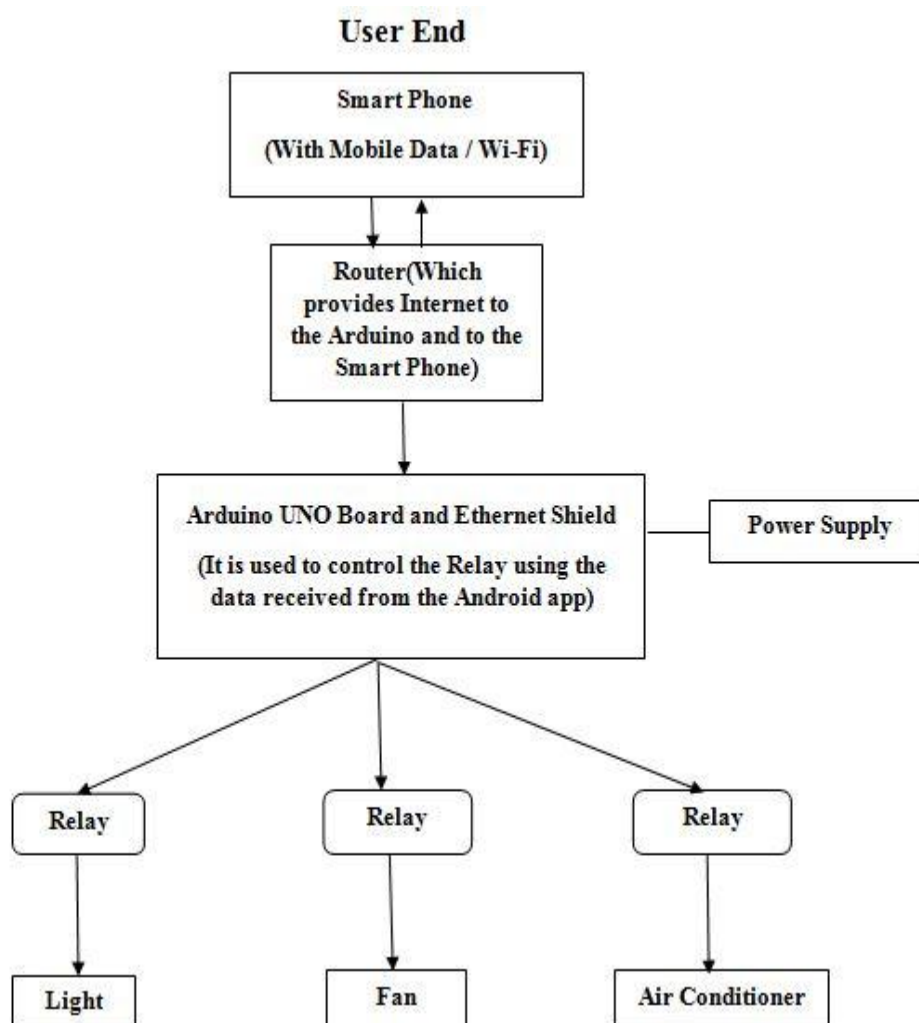 User End
Smart Phone
(With Mobile Data / Wi-Fi)
Router(Which
provides Internet to
the Arduino and to the
Smart Phone)
Arduino UNO Board and Ethernet Shield
(It is used to control the Relay using the
data received from the Android app)
Power Supply
Relay
Relay
Relay
Light
Fan
Air Conditioner